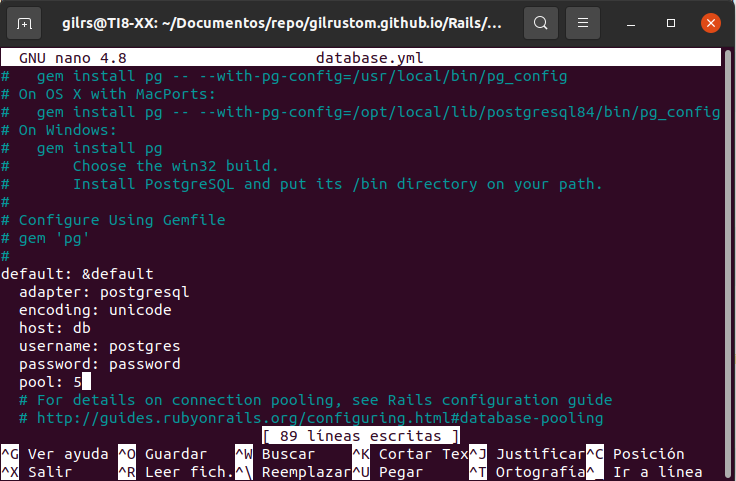 gilrs@TI8-XX: ~/Documentos/repo/gilrustom.github.io/Rails/...
GNU nano 4.8 database.yml
#   gem install pg -- --with-pg-config=/usr/local/bin/pg_config
# On OS X with MacPorts:
#   gem install pg -- --with-pg-config=/opt/local/lib/postgresql84/bin/pg_config
# On Windows:
#   gem install pg
#       Choose the win32 build.
#       Install PostgreSQL and put its /bin directory on your path.
#
# Configure Using Gemfile
# gem 'pg'
#
default: &default
  adapter: postgresql
  encoding: unicode
  host: db
  username: postgres
  password: password
  pool: 5
  # For details on connection pooling, see Rails configuration guide
  # http://guides.rubyonrails.org/configuring.html#database-pooling
[ 89 líneas escritas ]
^G Ver ayuda ^O Guardar ^W Buscar ^K Cortar Tex^J Justificar^C Posición
^X Salir ^R Leer fich.^\ Reemplazar^U Pegar ^T Ortografía^_ Ir a línea